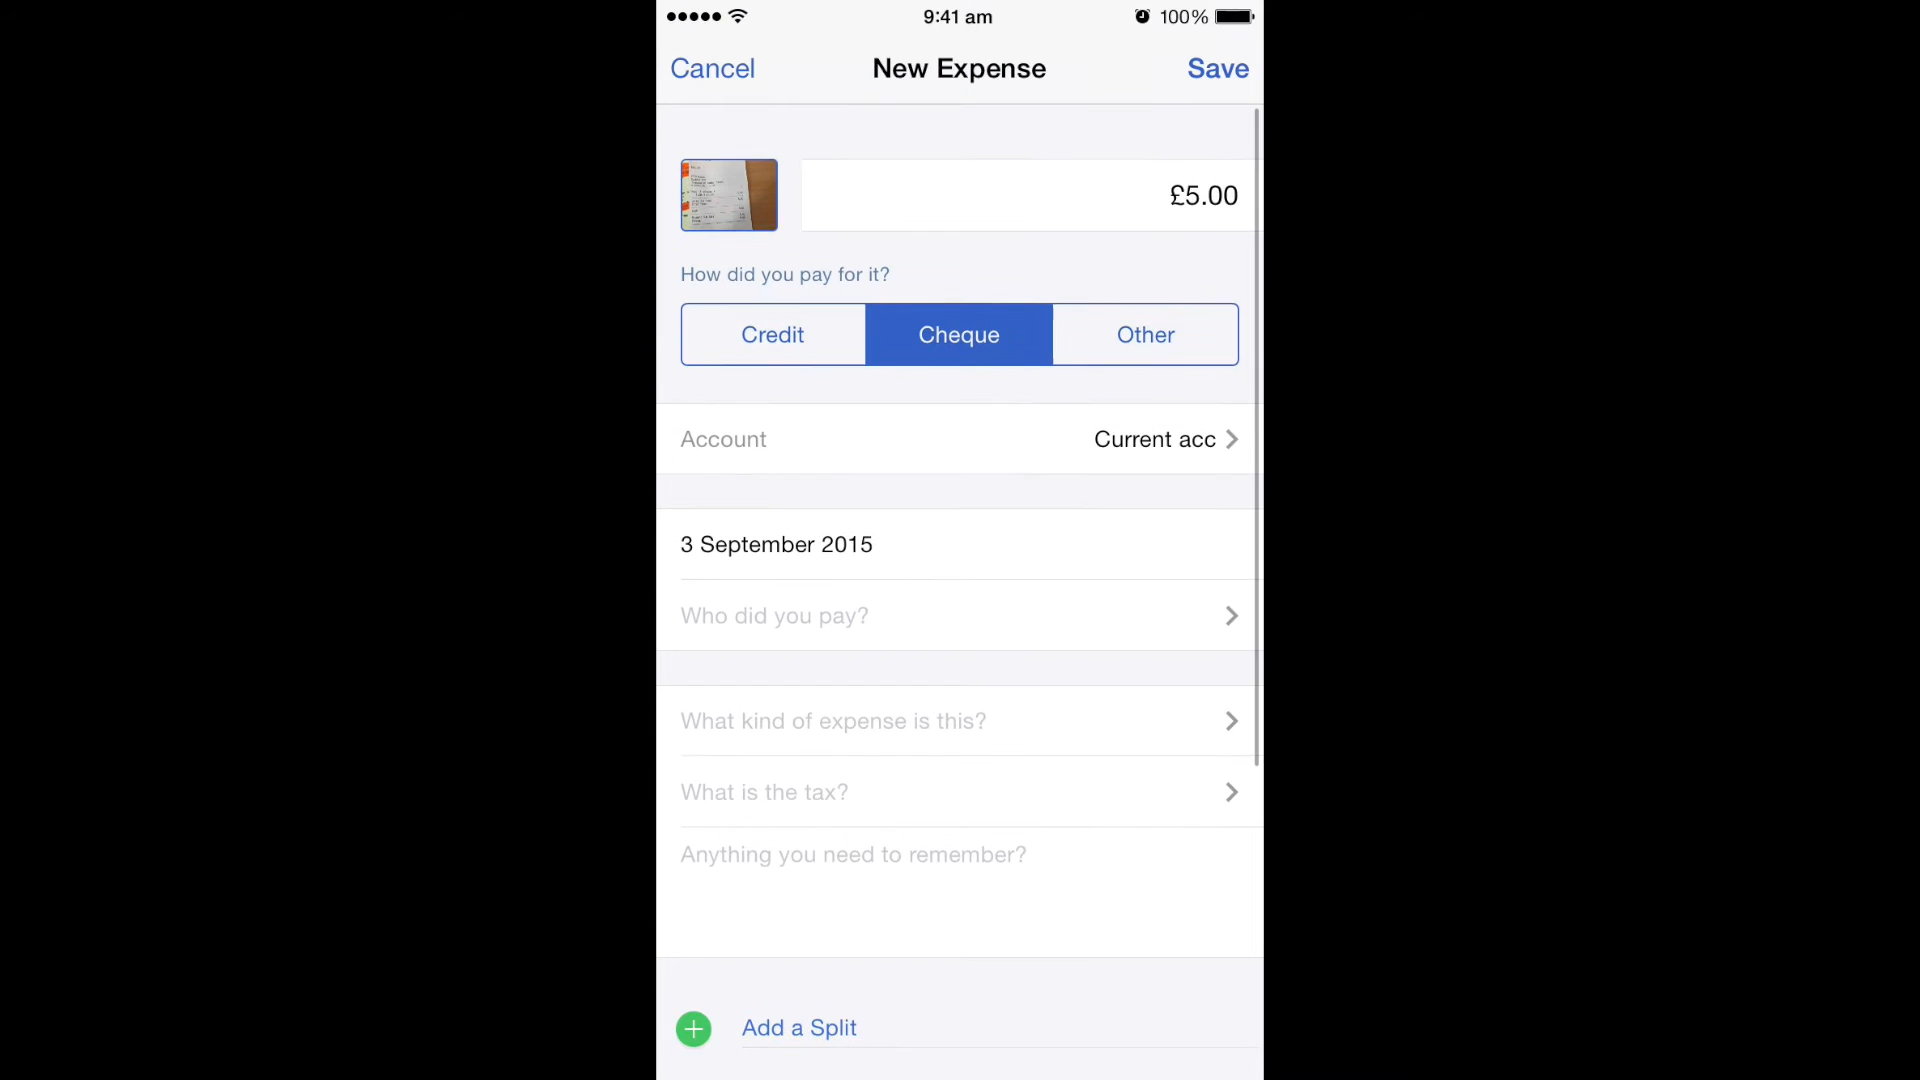 9:41 am
100%
Cancel
New Expense
Save
£5.00
How did you pay for it?
Credit
Cheque
Other
Account
Current acc
3 September 2015
Who did you pay?
What kind of expense is this?
What is the tax?
Anything you need to remember?
Add a Split